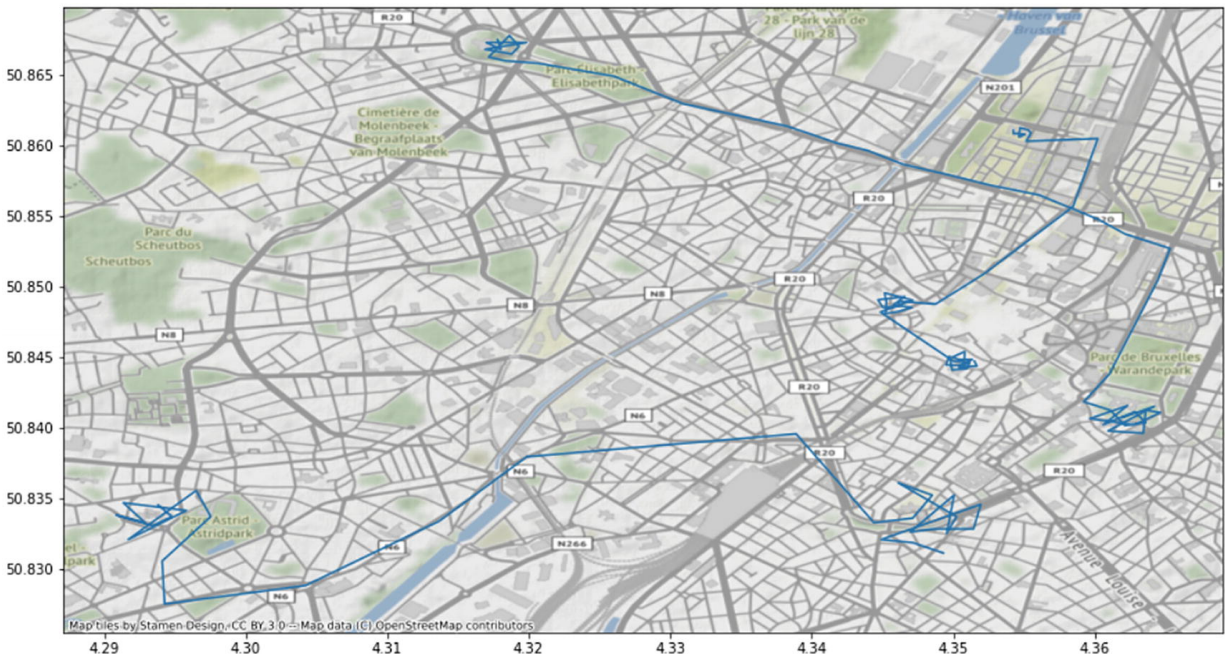 R20
28 - Park van de
lijn 28
Haven van
Brussel
50.865
Parc Elisabeth -
Elisabethpark
N201
Cimetière de
Molenbeek -
Begraafplaats
van Molenbeek
50.860
R20
50.855
R20
Parc du
Scheutbos
Scheutbos
R20
50.850
N8
N8
N8
50.845
Parc de Bruxelles
- Warandepark
R20
N6
50.840
R20
N6
R20
50.835
Parc Astrid -
Astridpark
N266
N6
park
50.830
Avenue Louise
N6
Map tiles by Stamen Design, CC BY 3.0 -- Map data (C) OpenStreetMap contributors
4.29 4.30 4.31 4.32 4.33 4.34 4.35 4.36